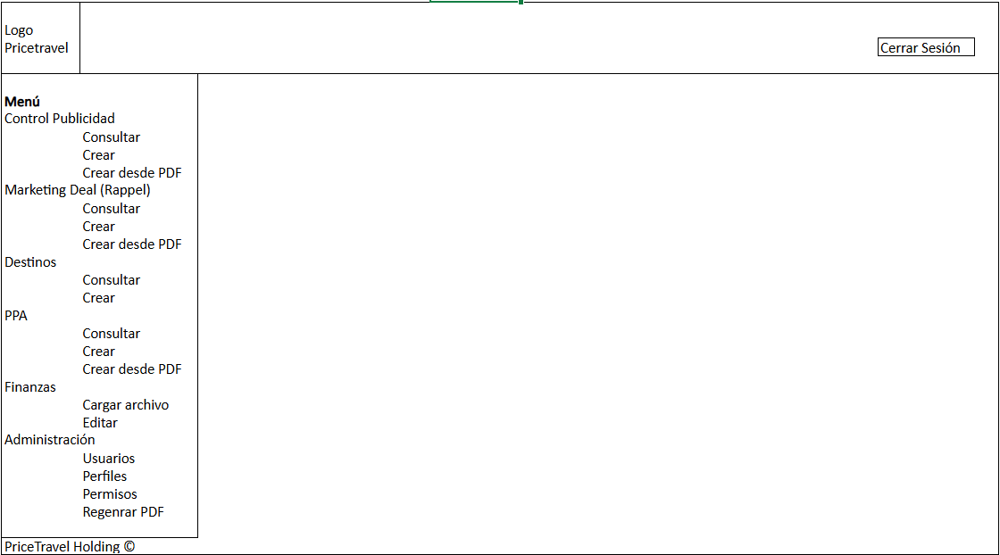 Logo
Pricetravel
Cerrar Sesión
Menú
Control Publicidad
Consultar
Crear
Crear desde PDF
Marketing Deal (Rappel)
Consultar
Crear
Crear desde PDF
Destinos
Consultar
Crear
PPA
Consultar
Crear
Crear desde PDF
Finanzas
Cargar archivo
Editar
Administración
Usuarios
Perfiles
Permisos
Regenrar PDF
PriceTravel Holding ©